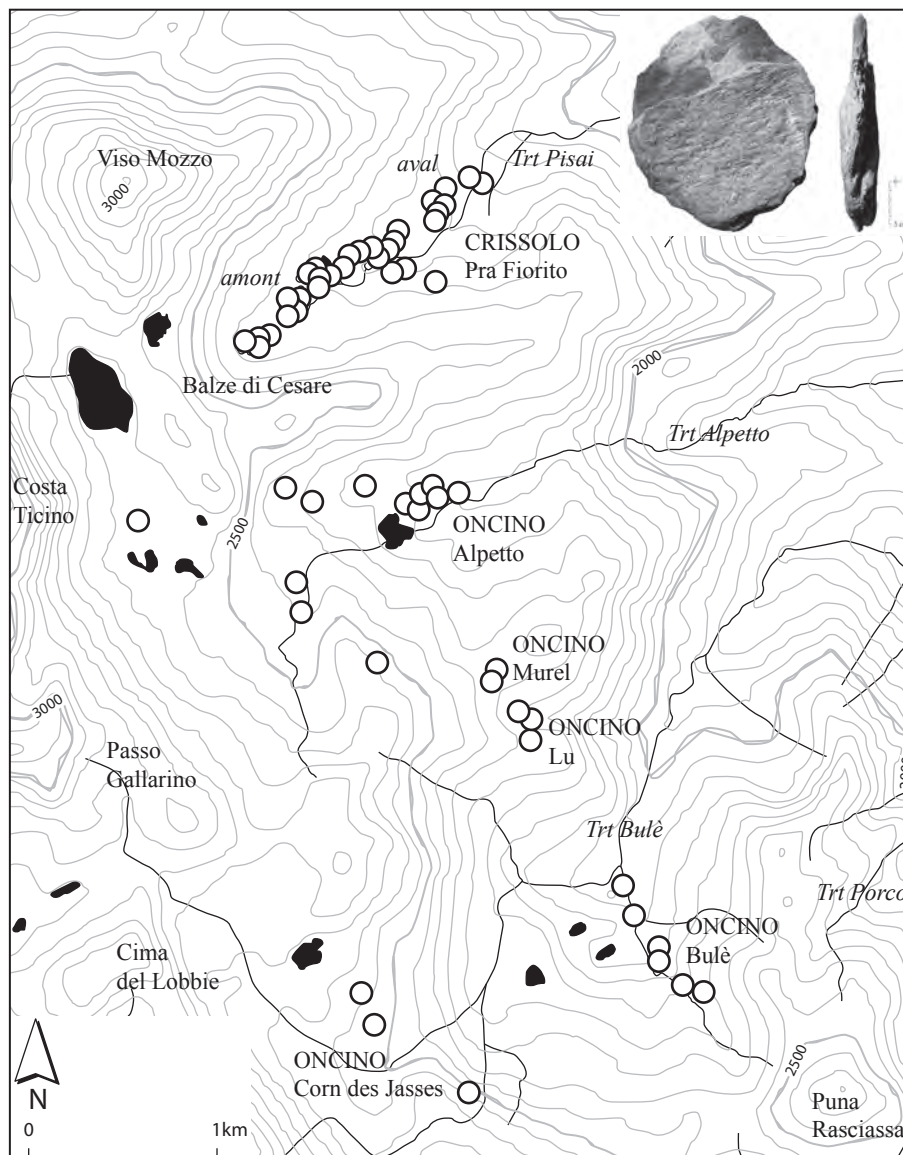 Viso Mozzo
3000
aval
Trt Pisai
CRISSOLO
Pra Fiorito
amont
2000
Balze di Cesare
Trt Alpetto
Costa
Ticino
2500
ONCINO
Alpetto
ONCINO
Murel
3000
ONCINO
Lu
Passo
Gallarino
Trt Bulè
Trt Porco
ONCINO
Bulè
Cima
del Lobbie
ONCINO
Corn des Jasses
2500
Puna
Rasciassa
N
0 1km